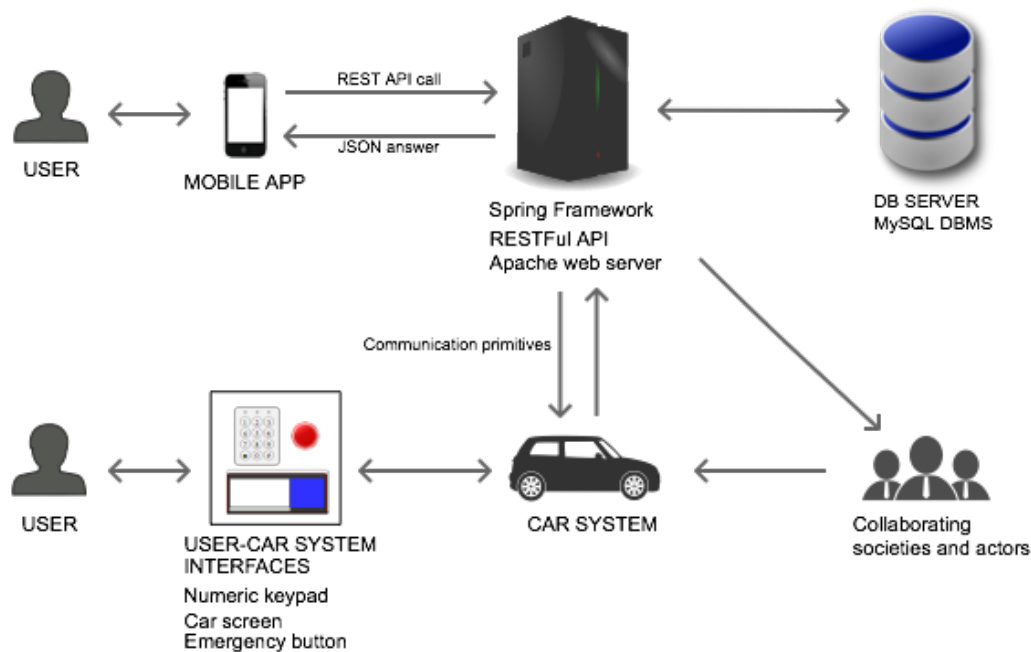 REST API call
JSON answer
USER
MOBILE APP
Spring Framework
RESTFul API
Apache web server
DB SERVER
MySQL DBMS
Communication primitives
USER
USER-CAR SYSTEM
INTERFACES
Numeric keypad
Car screen
Emergency button
CAR SYSTEM
Collaborating
societies and actors